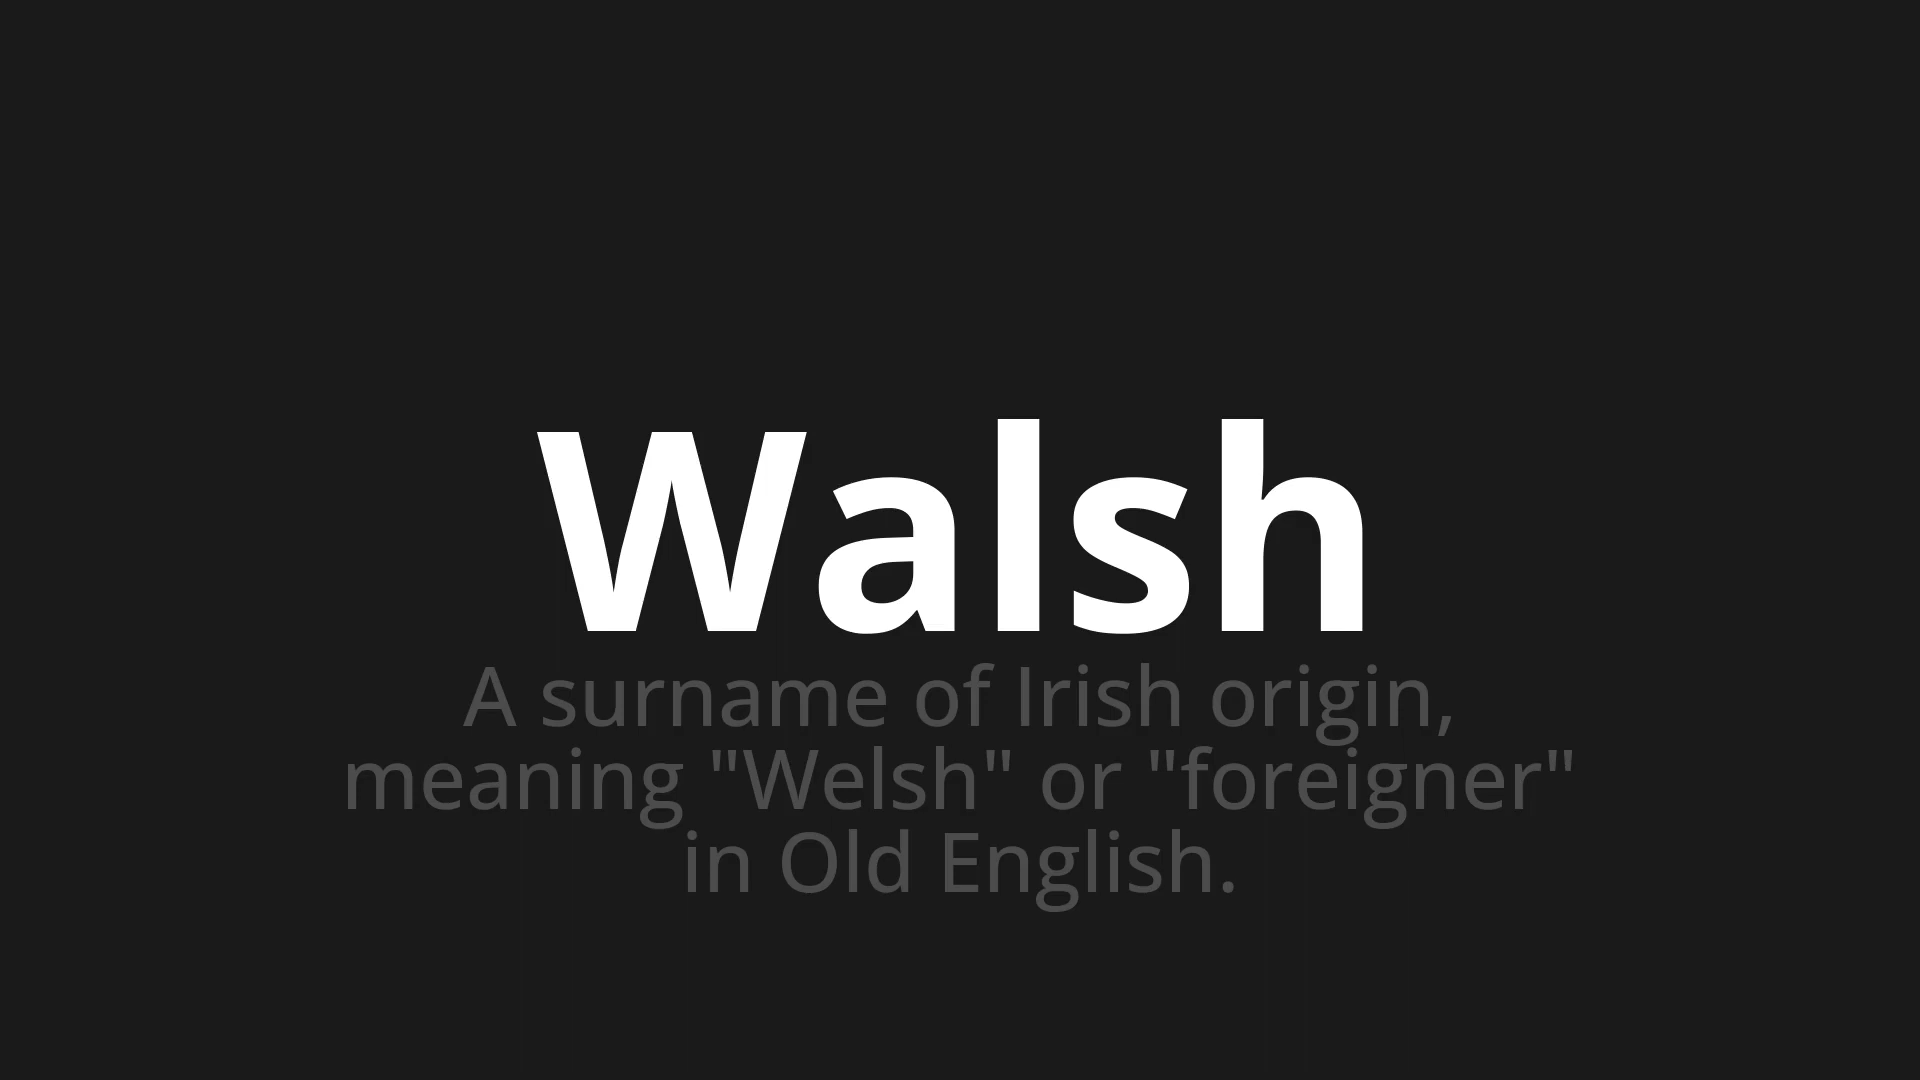 Walsh
A surname of Irish origin,
meaning "Welsh" or "foreigner"
in Old English.